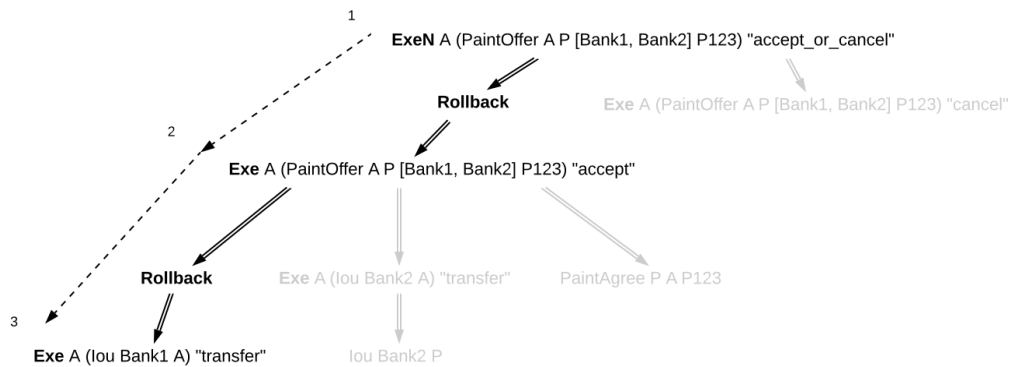 1
ExeN A (PaintOffer A P [Bank1, Bank2] P123) "accept_or_cancel"
Rollback
Exe A (PaintOffer A P [Bank1, Bank2] P123) "cancel"
2
Exe A (PaintOffer A P [Bank1, Bank2] P123) "accept"
Rollback
Exe A (Iou Bank2 A) "transfer"
PaintAgree P A P123
3
Exe A (Iou Bank1 A) "transfer"
Iou Bank2 P